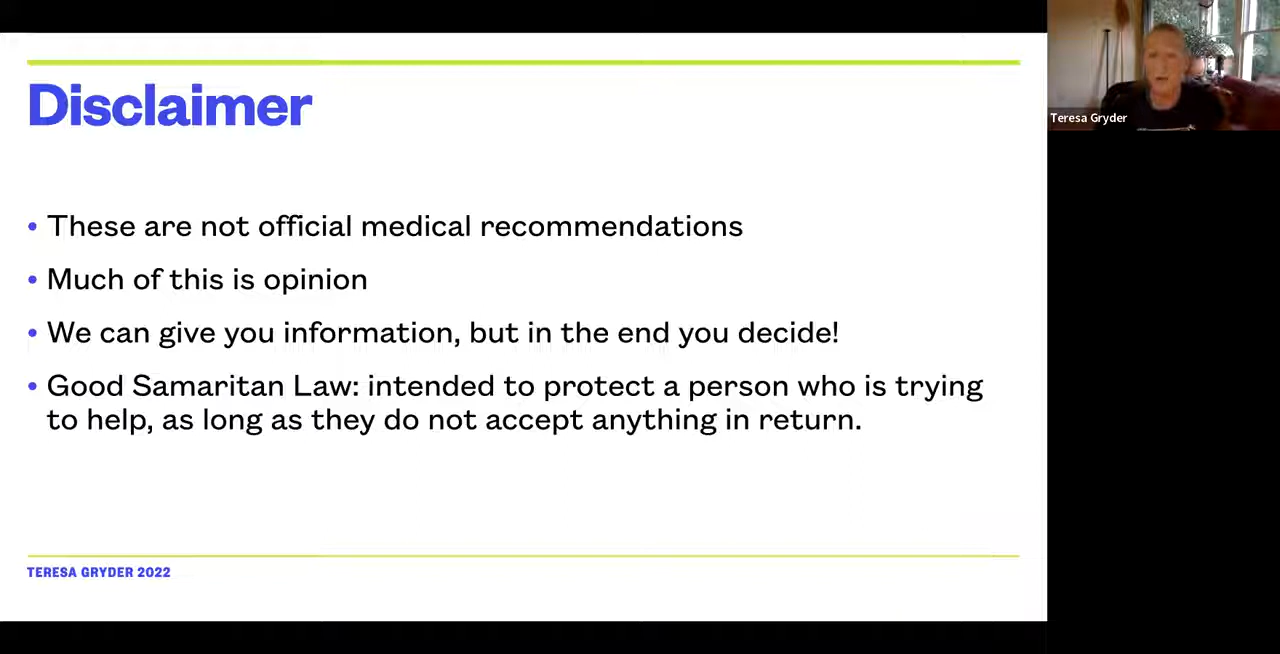 Disclaimer
• These are not official medical recommendations
• Much of this is opinion
• We can give you information, but in the end you decide!
• Good Samaritan Law: intended to protect a person who is trying
to help, as long as they do not accept anything in return.
TERESA GRYDER 2022
Teresa Gryder